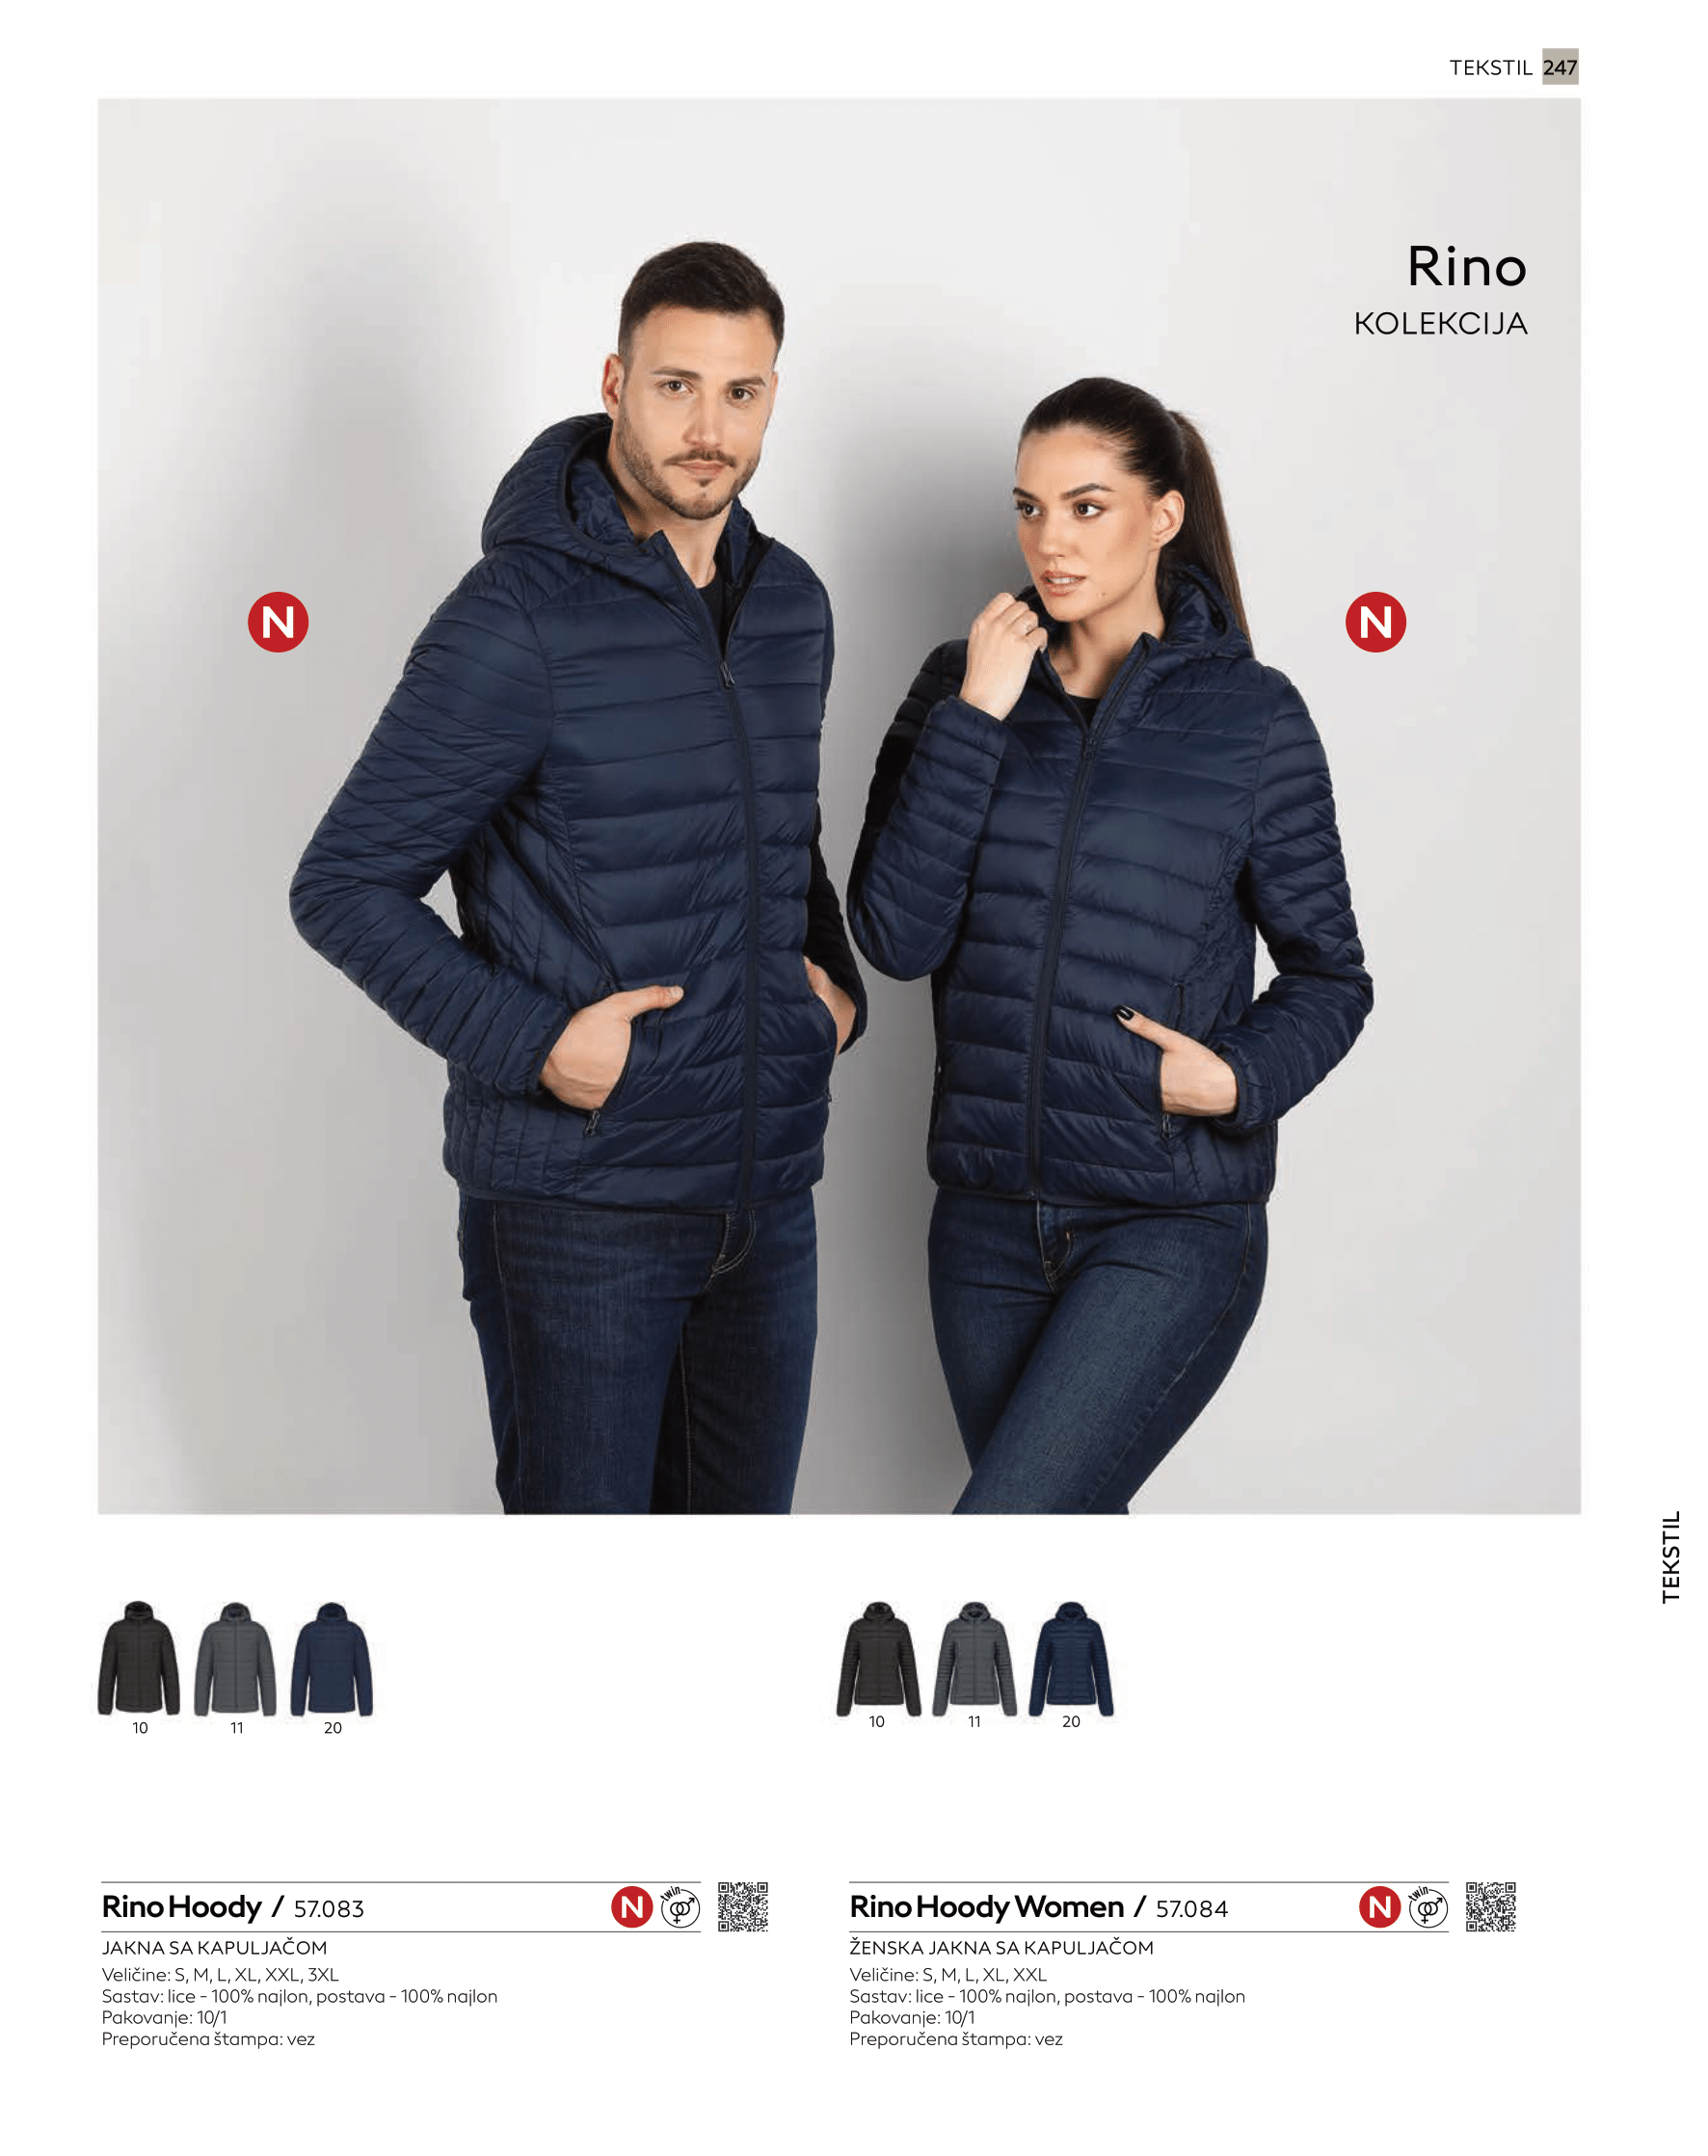 TEKSTIL 247
Rino
KOLEKCIJA
N
N
TEKSTIL
10
11
20
10
11
20
Rino Hoody / 57.083
N
twin
JAKNA SA KAPULJAČOM
Veličine: S, M, L, XL, XXL, 3XL
Sastav: lice - 100% najlon, postava - 100% najlon
Pakovanje: 10/1
Preporučena štampa: vez
Rino Hoody Women / 57.084
N
twin
ŽENSKA JAKNA SA KAPULJAČOM
Veličine: S, M, L, XL, XXL
Sastav: lice - 100% najlon, postava - 100% najlon
Pakovanje: 10/1
Preporučena štampa: vez